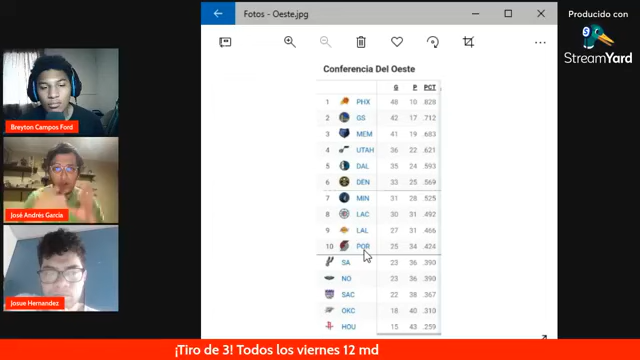 Fotos - Oeste.jpg
Producido con
StreamYard
Conferencia Del Oeste
G P PCT
1 PHX 48 10 .828
2 GS 42 17 .712
3 MEM 41 19 .683
4 UTAH 36 22 .621
5 DAL 35 24 .593
6 DEN 33 25 .569
7 MIN 31 28 .525
8 LAC 30 31 .492
9 LAL 27 31 .466
10 POR 25 34 .424
SA 23 36 .390
NO 23 36 .390
SAC 22 38 .367
OKC 18 40 .310
HOU 15 43 .259
Breyton Campos Ford
José Andrés García
Josue Hernandez
¡Tiro de 3! Todos los viernes 12 md